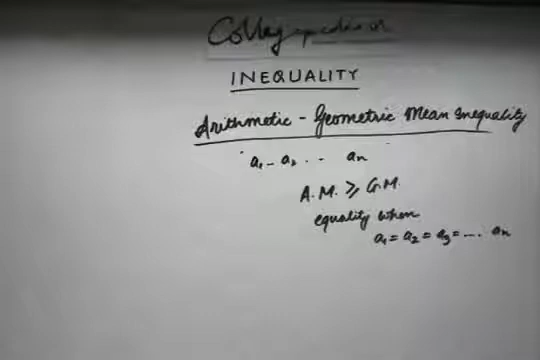 INEQUALITY
Arithmetic - Geometric Mean Inequality
a₁ - a₂ . . aₙ
A.M. ⩾ G.M.
equality when
a₁ = a₂ = a₃ = .... aₙ